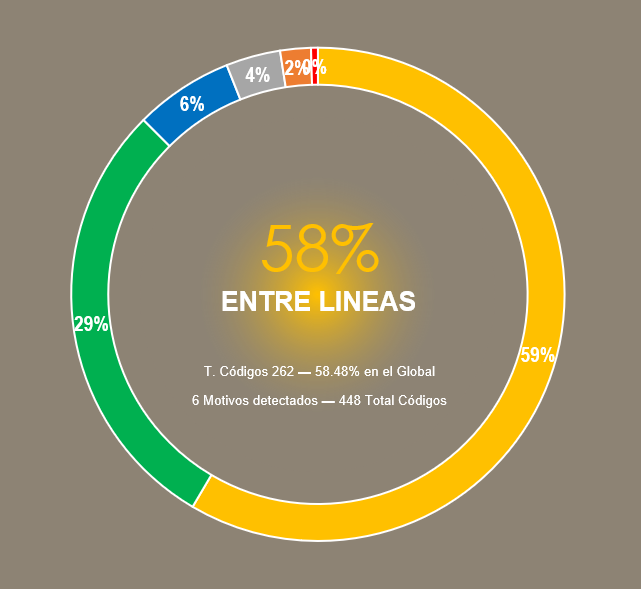 6%
4%
2%
0%
58%
ENTRE LINEAS
29%
59%
T. Códigos 262 — 58.48% en el Global
6 Motivos detectados — 448 Total Códigos